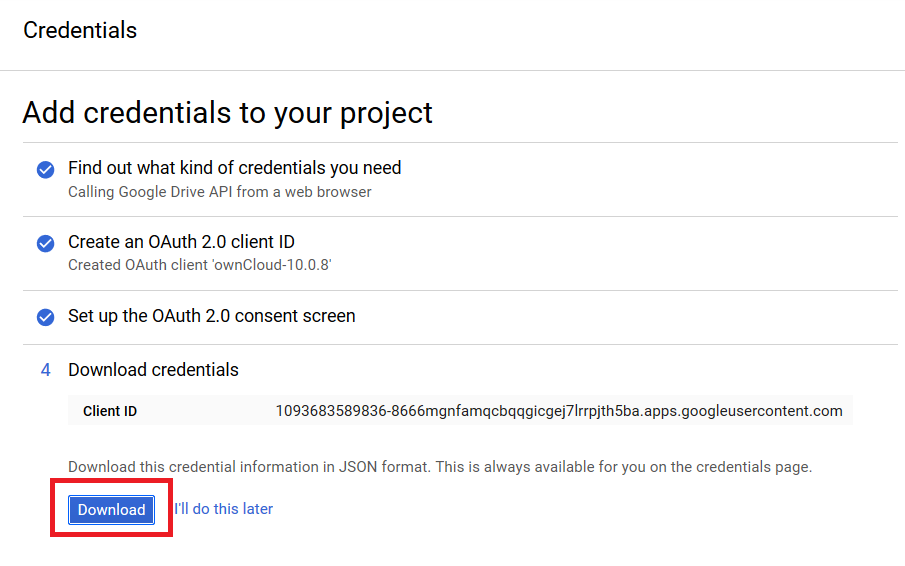 Credentials
Add credentials to your project
Find out what kind of credentials you need
Calling Google Drive API from a web browser
Create an OAuth 2.0 client ID
Created OAuth client 'ownCloud-10.0.8'
Set up the OAuth 2.0 consent screen
4 Download credentials
Client ID 1093683589836-8666mgnfamqcbqqgicgej7lrrpjth5ba.apps.googleusercontent.com
Download this credential information in JSON format. This is always available for you on the credentials page.
Download I'll do this later